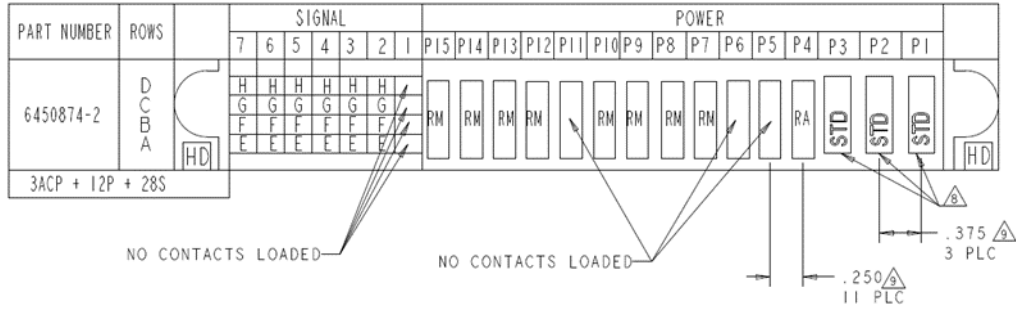 PART NUMBER ROWS SIGNAL POWER
7 6 5 4 3 2 1 P15 P14 P13 P12 P11 P10 P9 P8 P7 P6 P5 P4 P3 P2 P1
6450874-2
D H H H H H H
C G G G G G G
B F F F F F F
A E E E E E E
RM RM RM RM RM RM RM RM RA STD STD STD
HD HD
3ACP + 12P + 28S
8
NO CONTACTS LOADED
NO CONTACTS LOADED
.375 9
3 PLC
.250 9
11 PLC